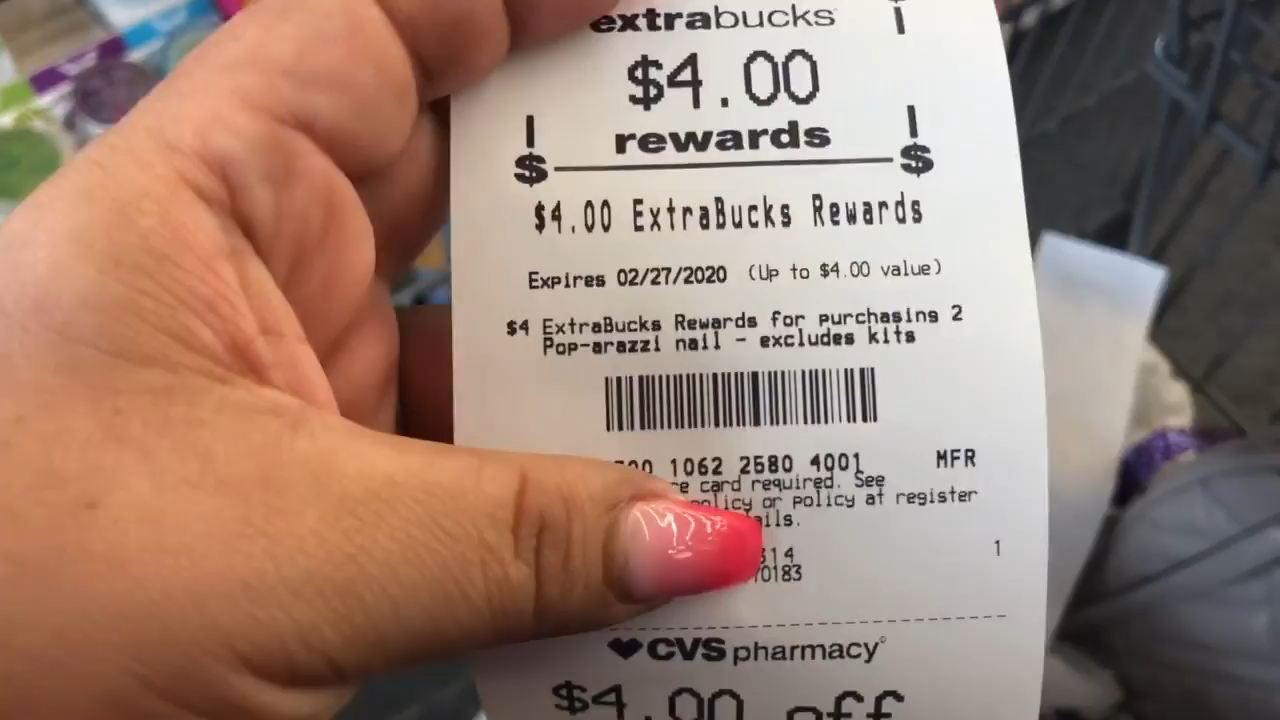 extrabucks
$4.00
rewards
$ $
$4.00 ExtraBucks Rewards
Expires 02/27/2020 (Up to $4.00 value)
$4 ExtraBucks Rewards for purchasing 2
Pop-arazzi nail - excludes kits
1062 2580 4001 MFR
card required. See
or policy at register
1
0183
CVS pharmacy
$4.00 off